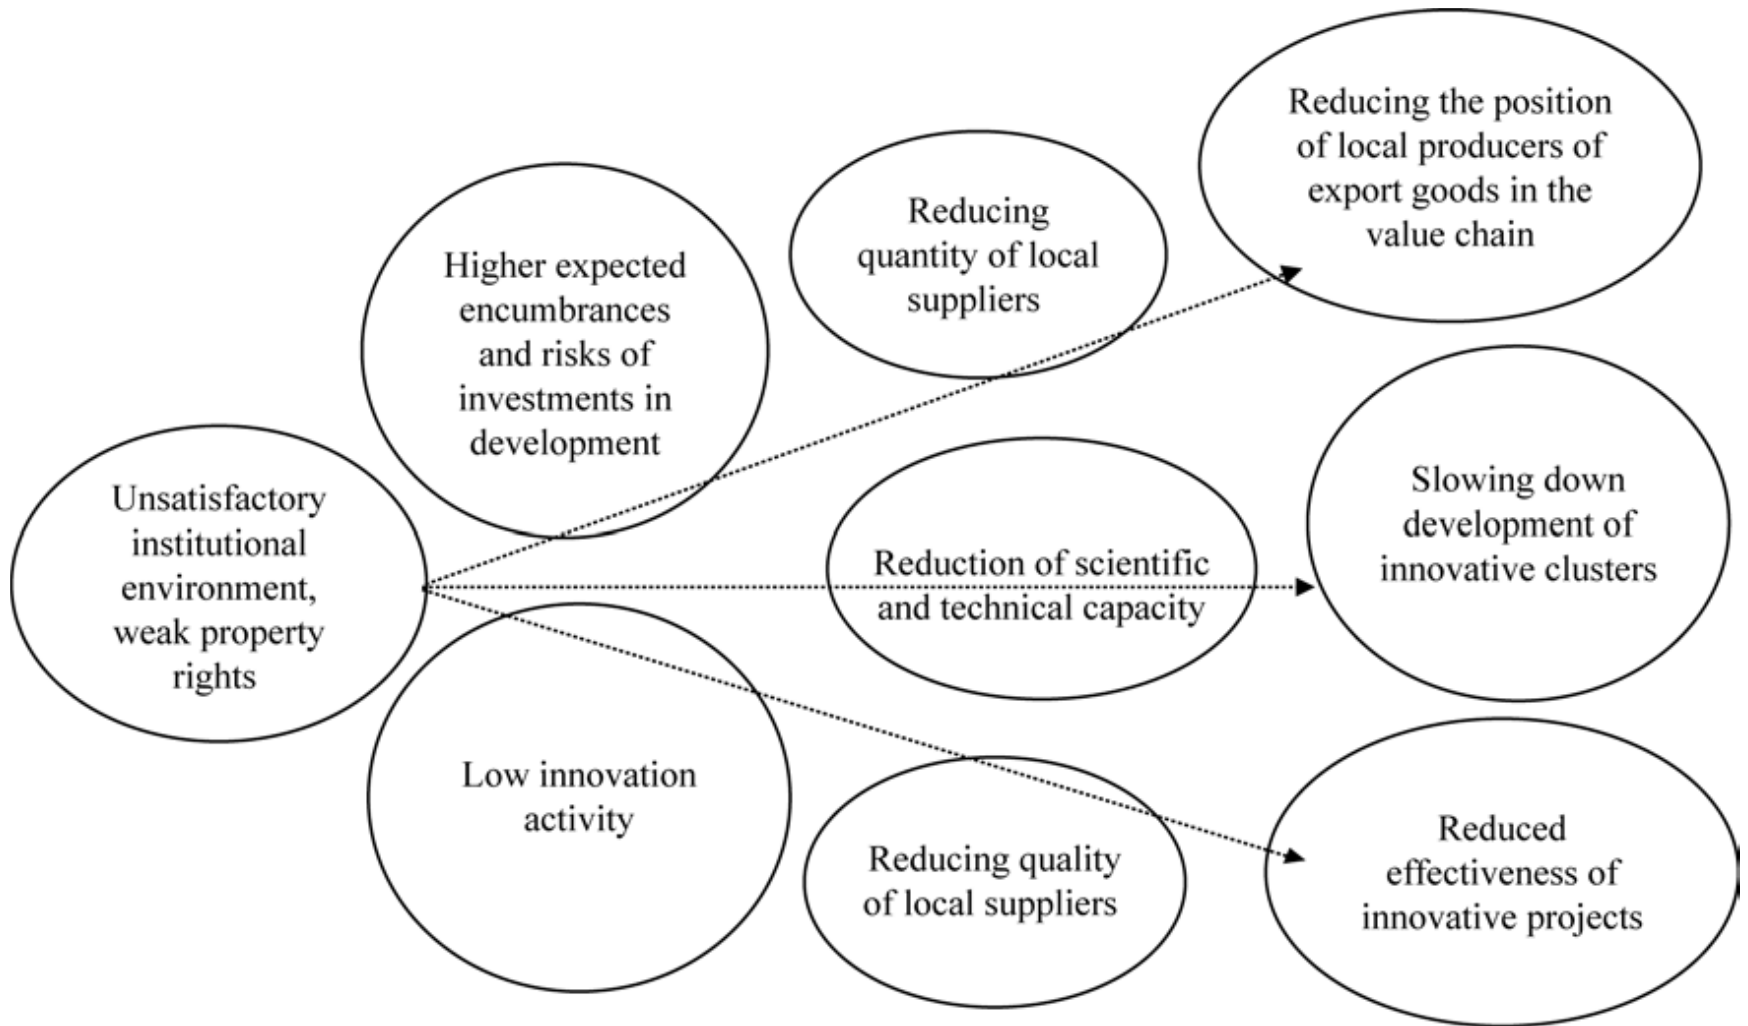 Unsatisfactory
institutional
environment,
weak property
rights
Higher expected
encumbrances
and risks of
investments in
development
Low innovation
activity
Reducing
quantity of local
suppliers
Reduction of scientific
and technical capacity
Reducing quality
of local suppliers
Reducing the position
of local producers of
export goods in the
value chain
Slowing down
development of
innovative clusters
Reduced
effectiveness of
innovative projects